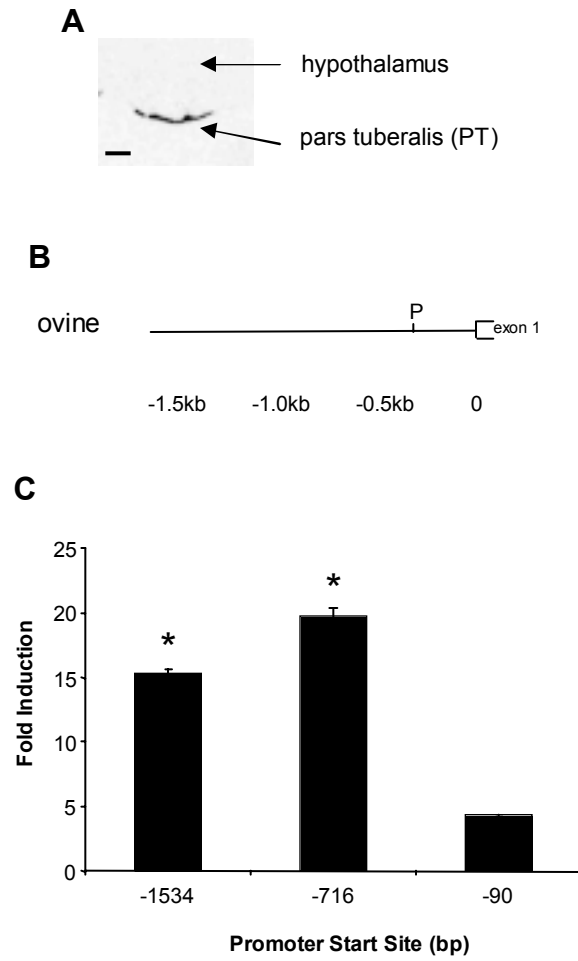 A
hypothalamus
pars tuberalis (PT)
B
ovine
P
exon 1
-1.5kb -1.0kb -0.5kb 0
C
25
20
15
10
5
0
Fold Induction
*
*
-1534 -716 -90
Promoter Start Site (bp)